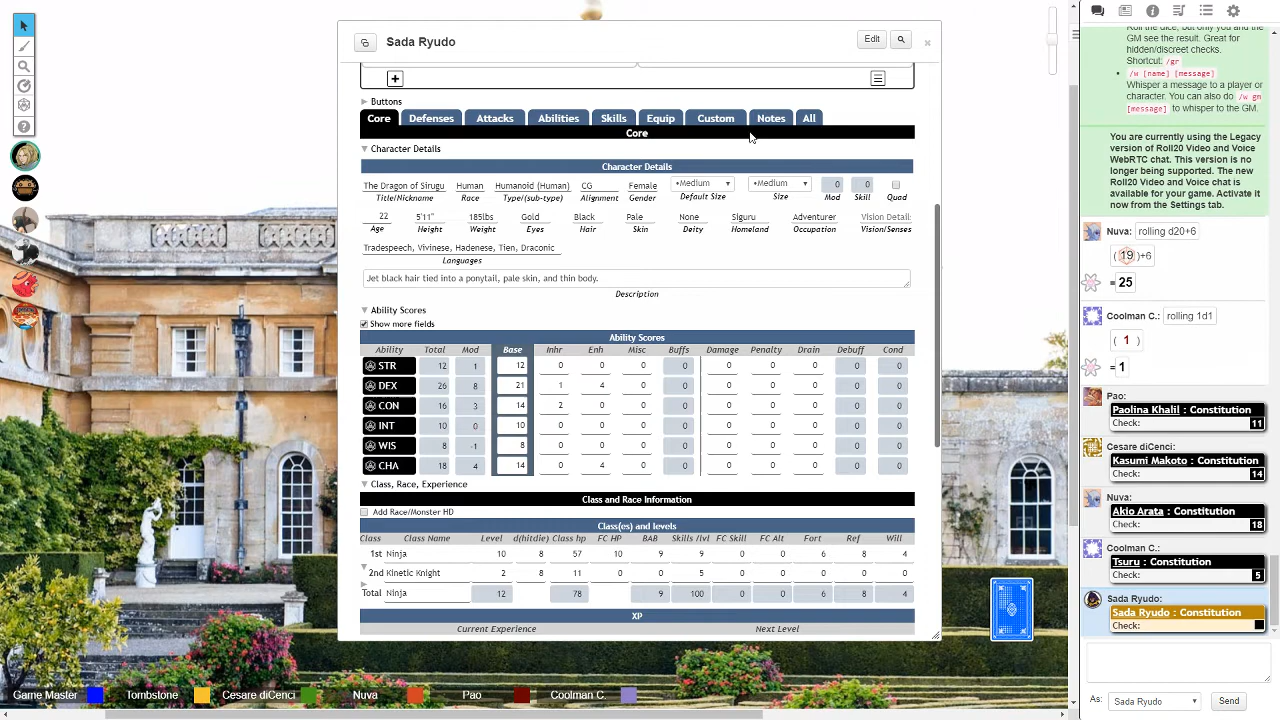 Sada Ryudo
Edit
Buttons
Core Defenses Attacks Abilities Skills Equip Custom Notes All
Core
Character Details
Character Details
The Dragon of Sirugu Human Humanoid (Human) CG Female •Medium •Medium 0 0
Title/Nickname Race Type/(sub-type) Alignment Gender Default Size Size Mod Skill Quad
22 5'11" 185lbs Gold Black Pale None Siguru Adventurer Vision Detail:
Age Height Weight Eyes Hair Skin Deity Homeland Occupation Vision/Senses
Tradespeech, Vivinese, Hadenese, Tien, Draconic
Languages
Jet black hair tied into a ponytail, pale skin, and thin body.
Description
Ability Scores
Show more fields
Ability Scores
Ability Total Mod Base Inhr Enh Misc Buffs Damage Penalty Drain Debuff Cond
STR 12 1 12 0 0 0 0 0 0 0 0 0
DEX 26 8 21 1 4 0 0 0 0 0 0 0
CON 16 3 14 2 0 0 0 0 0 0 0 0
INT 10 0 10 0 0 0 0 0 0 0 0 0
WIS 8 -1 8 0 0 0 0 0 0 0 0 0
CHA 18 4 14 0 4 0 0 0 0 0 0 0
Class, Race, Experience
Class and Race Information
Add Race/Monster HD
Class(es) and levels
Class Class Name Level d(hitdie) Class hp FC HP BAB Skills /lvl FC Skill FC Alt Fort Ref Will
1st Ninja 10 8 57 10 9 9 0 0 6 8 4
2nd Kinetic Knight 2 8 11 0 0 5 0 0 0 0 0
Total Ninja 12 78 9 100 0 0 6 8 4
XP
Current Experience Next Level
Game Master Tombstone Cesare diCenci Nuva Pao Coolman C.
Roll the dice, but only you and the
GM see the result. Great for
hidden/discreet checks.
Shortcut: /gr
• /w [name] [message]
Whisper a message to a player or
character. You can also do /w gm
[message] to whisper to the GM.
You are currently using the Legacy
version of Roll20 Video and Voice
WebRTC chat. This version is no
longer being supported. The new
Roll20 Video and Voice chat is
available for your game. Activate it
now from the Settings tab.
Nuva: rolling d20+6
(19)+6
= 25
Coolman C.: rolling 1d1
( 1 )
= 1
Pao:
Paolina Khalil : Constitution
Check: 11
Cesare diCenci:
Kasumi Makoto : Constitution
Check: 14
Nuva:
Akio Arata : Constitution
Check: 18
Coolman C.:
Tsuru : Constitution
Check: 5
Sada Ryudo:
Sada Ryudo : Constitution
Check:
As: Sada Ryudo Send